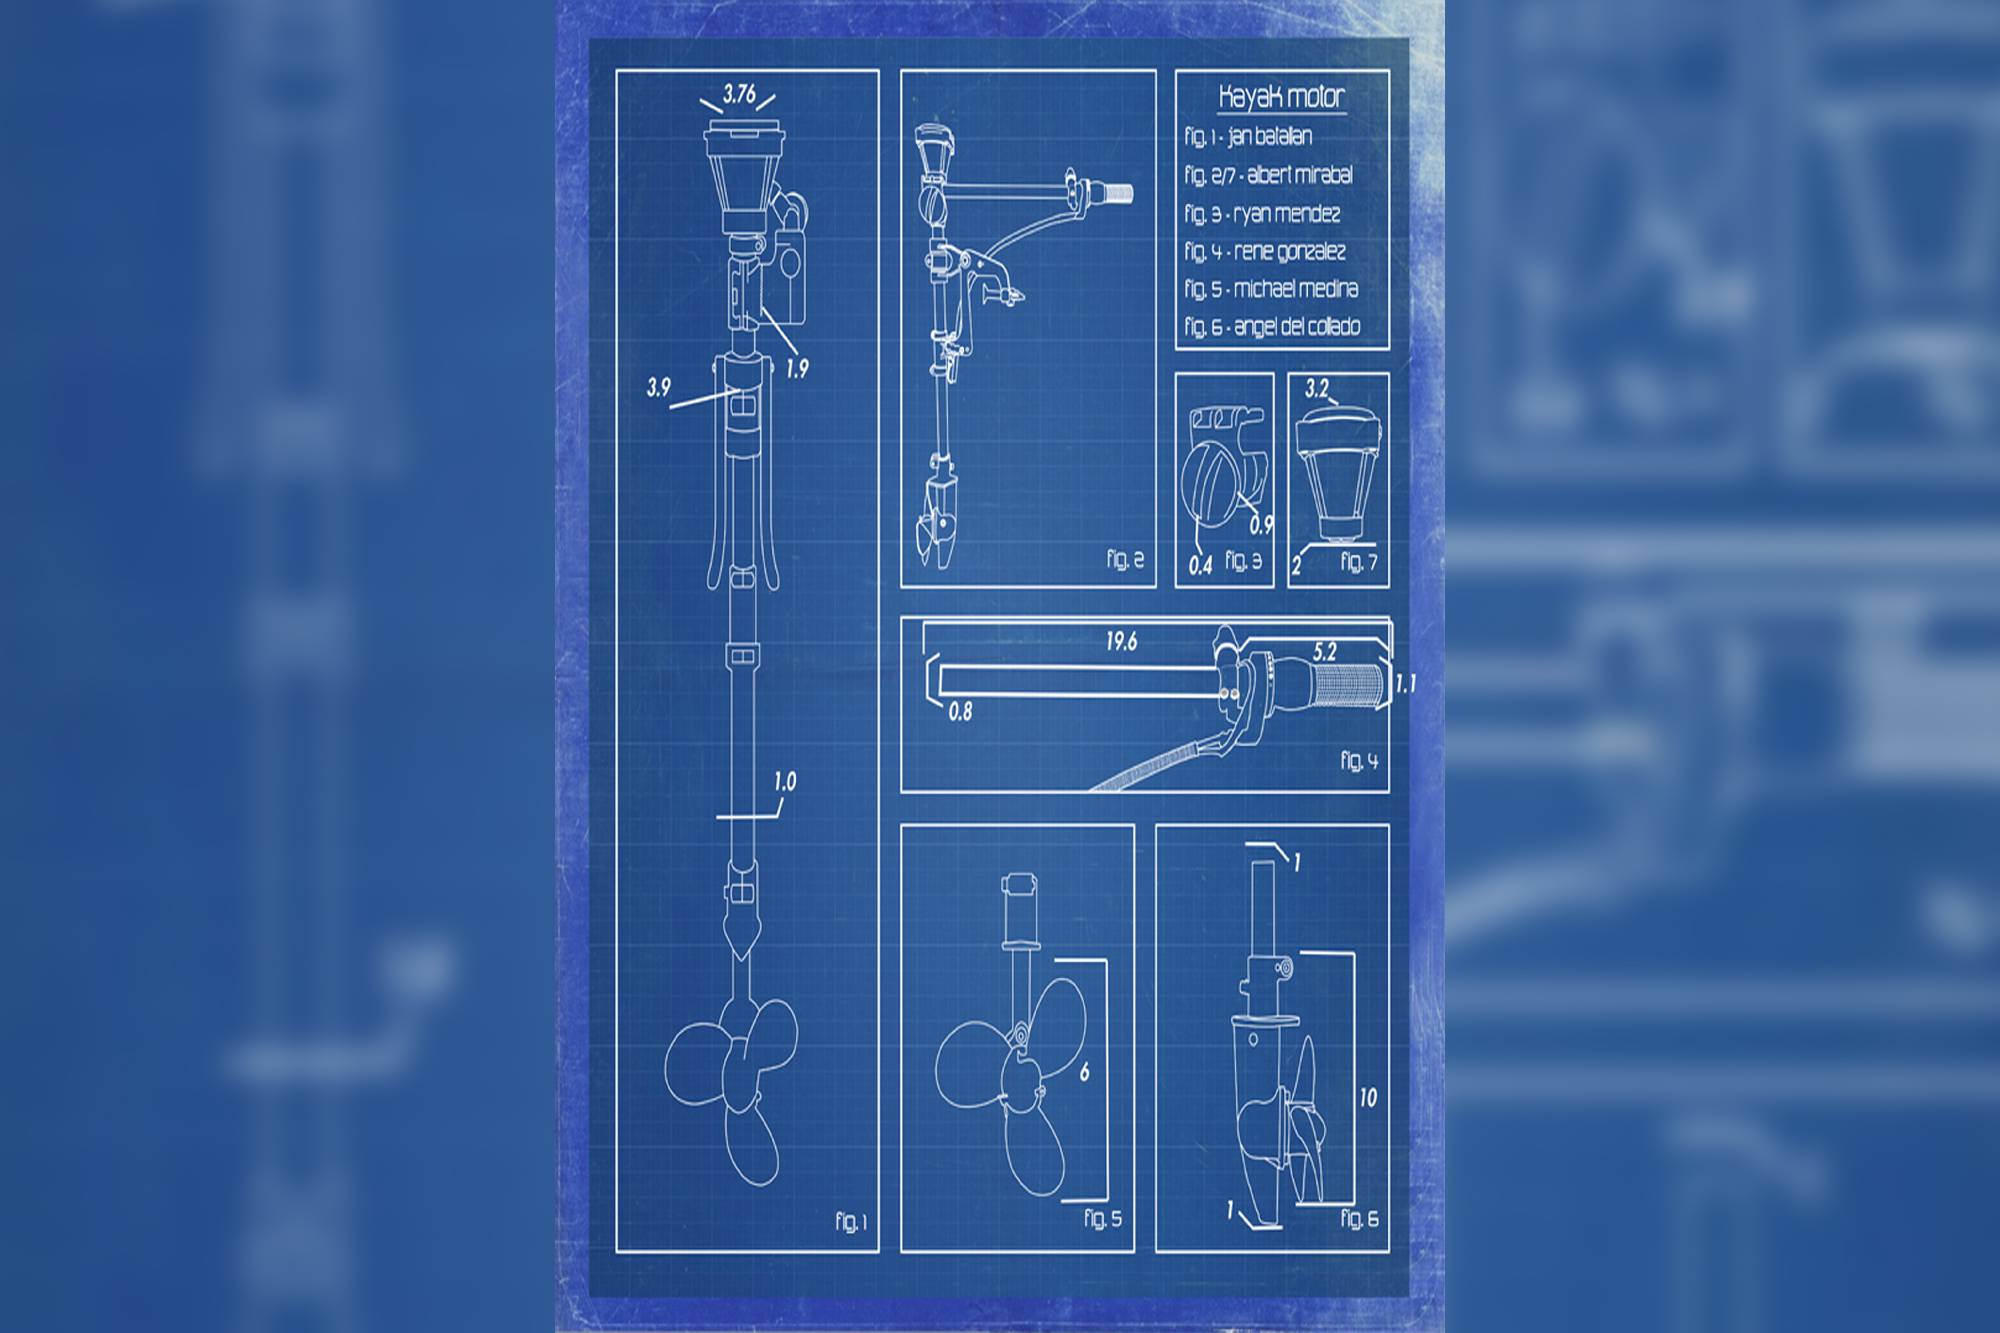 3.76
1.9
3.9
1.0
fig. 1
fig. 2
Kayak motor
fig. 1 - jan batallan
fig. 2/7 - albert mirabal
fig. 3 - ryan mendez
fig. 4 - rene gonzalez
fig. 5 - michael medina
fig. 6 - angel del collado
0.9
0.4
fig. 3
3.2
2
fig. 7
19.6
5.2
1.1
0.8
fig. 4
6
fig. 5
1
10
1
fig. 6